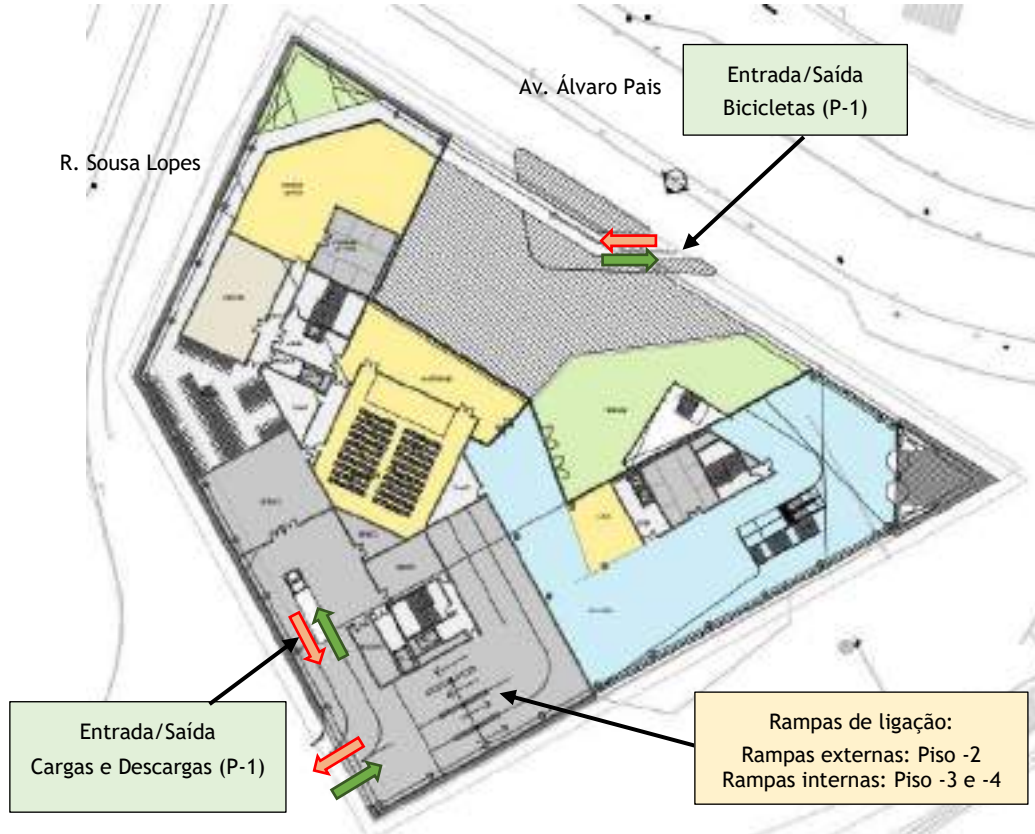 Entrada/Saída
Bicicletas (P-1)
Av. Álvaro Pais
R. Sousa Lopes
Entrada/Saída
Cargas e Descargas (P-1)
Rampas de ligação:
Rampas externas: Piso -2
Rampas internas: Piso -3 e -4